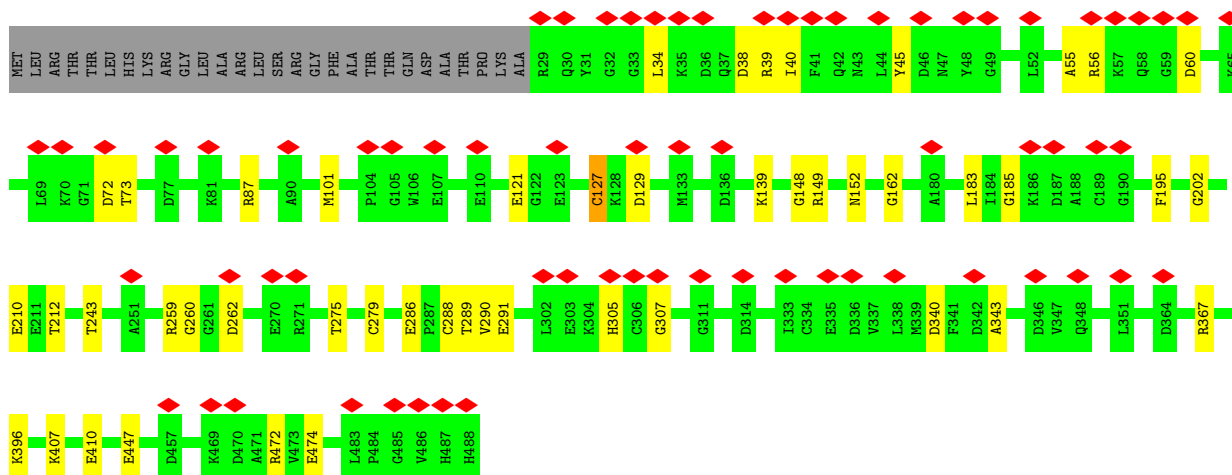 MET LEU ARG THR THR LEU HIS LYS ARG GLY LEU ALA ARG LEU SER ARG GLY PHE ALA THR THR GLN ASP ALA THR PRO LYS ALA R29 Q30 Y31 G32 G33 L34 K35 D36 Q37 D38 R39 I40 F41 Q42 N43 L44 Y45 D46 N47 Y48 G49 L52 A55 R56 K57 Q58 G59 D60 K65
L69 K70 G71 D72 T73 D77 K81 R87 A90 M101 P104 G105 W106 E107 E110 E121 G122 E123 C127 K128 D129 M133 D136 K139 G148 R149 N152 G162 A180 L183 I184 G185 K186 D187 A188 C189 G190 F195 G202
E210 E211 T212 T243 A251 R259 G260 G261 D262 E270 R271 T275 C279 E286 P287 C288 T289 V290 E291 L302 E303 K304 H305 C306 G307 G311 D314 I333 C334 E335 D336 V337 L338 M339 D340 F341 D342 A343 D346 V347 Q348 L351 D364 R367
K396 K407 E410 E447 D457 K469 D470 A471 R472 V473 E474 L483 P484 G485 V486 H487 H488